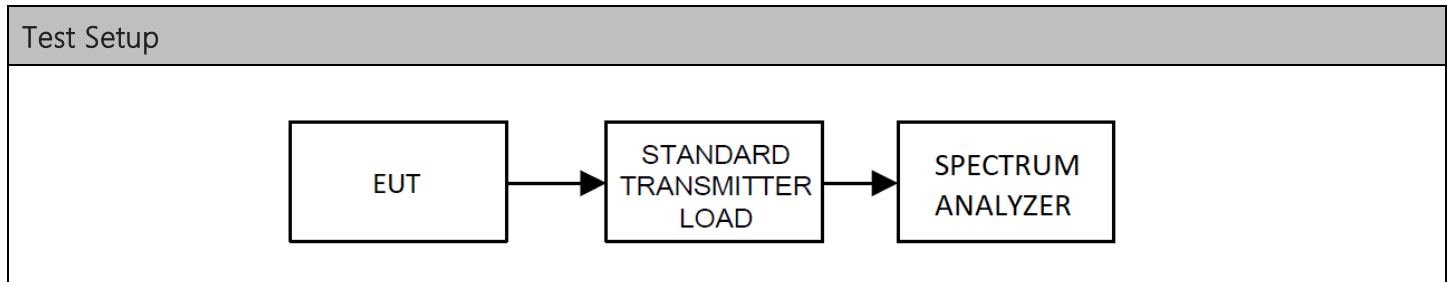 Test Setup
EUT
STANDARD
TRANSMITTER
LOAD
SPECTRUM
ANALYZER